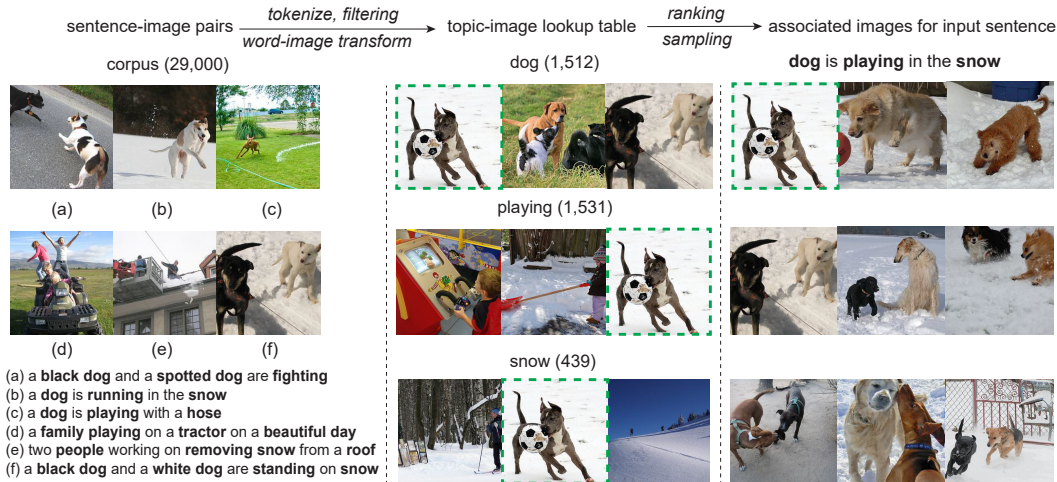 sentence-image pairs
tokenize, filtering
word-image transform
topic-image lookup table
ranking
sampling
associated images for input sentence
corpus (29,000)
(a)
(b)
(c)
(d)
(e)
(f)
(a) a black dog and a spotted dog are fighting
(b) a dog is running in the snow
(c) a dog is playing with a hose
(d) a family playing on a tractor on a beautiful day
(e) two people working on removing snow from a roof
(f) a black dog and a white dog are standing on snow
dog (1,512)
playing (1,531)
snow (439)
dog is playing in the snow